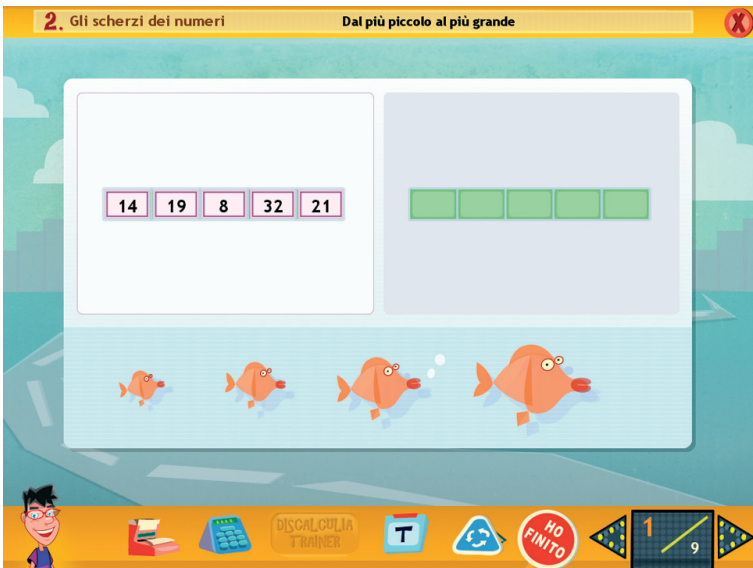 2. Gli scherzi dei numeri Dal più piccolo al più grande X
14 19 8 32 21
DISCALCULIA
TRAINER
T
HO
FINITO
1
9